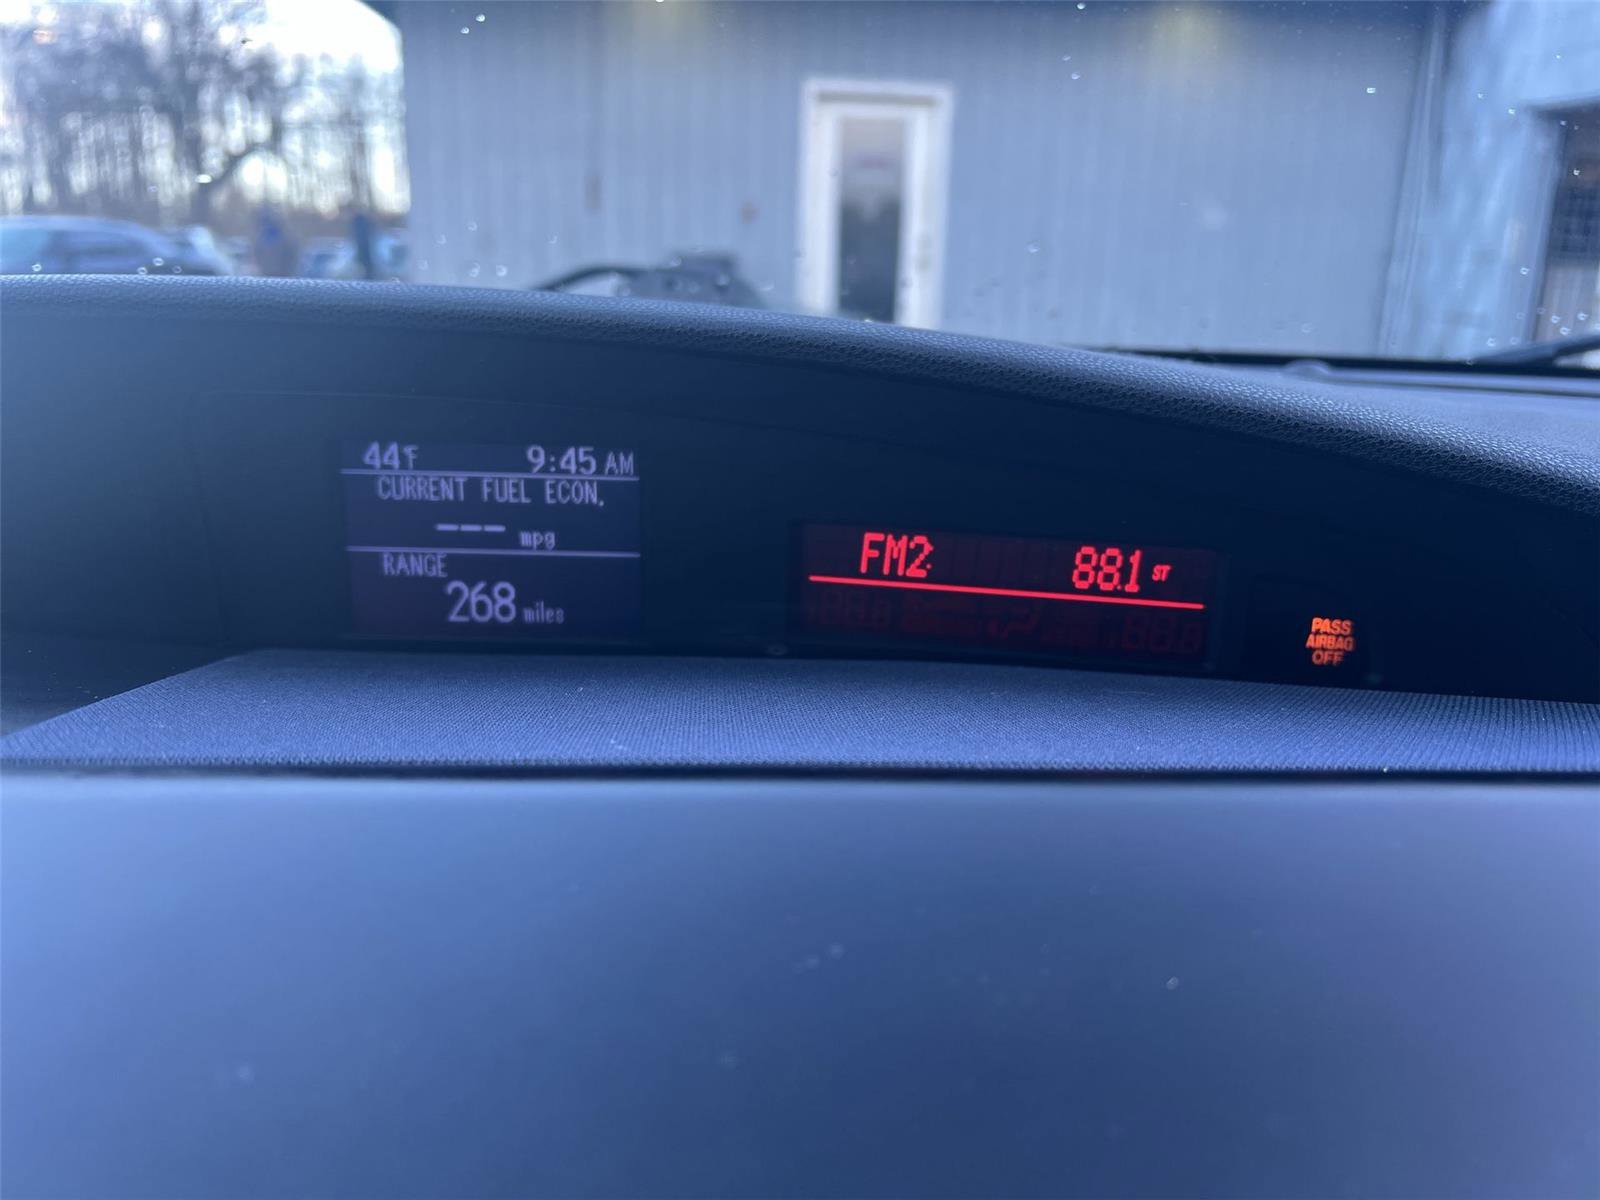 44°F 9:45 AM
CURRENT FUEL ECON.
--- mpg
RANGE
268 miles
FM2 88.1 ST
PASS
AIRBAG
OFF